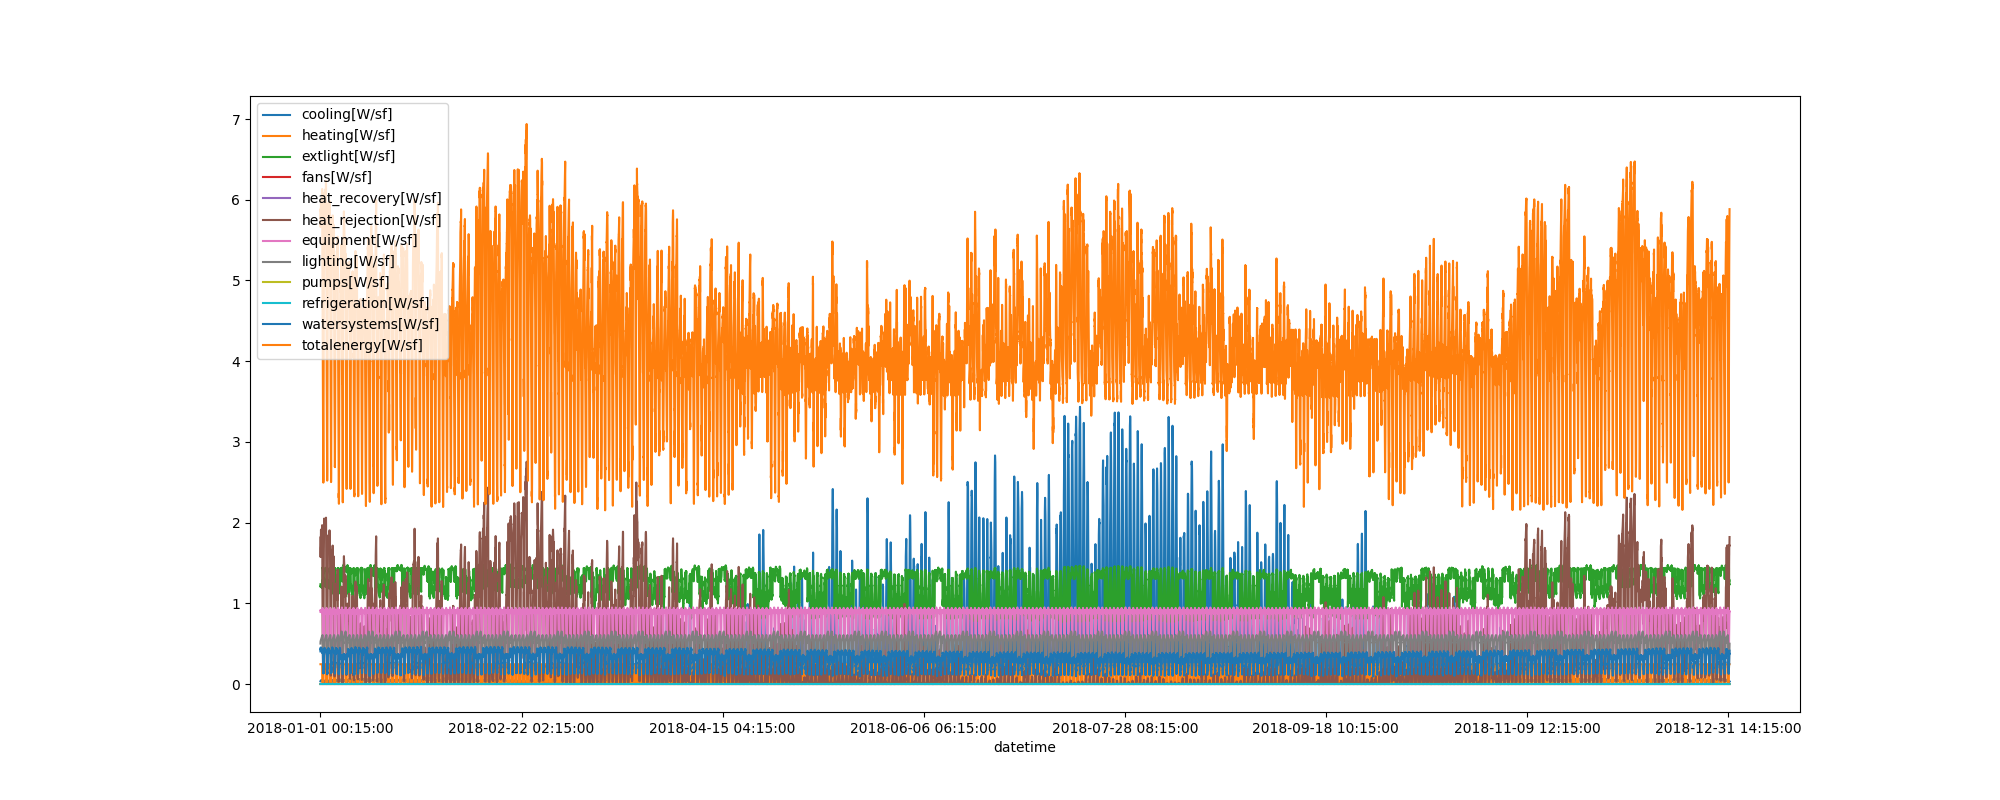 7
6
5
4
3
2
1
0
cooling[W/sf]
heating[W/sf]
extlight[W/sf]
fans[W/sf]
heat_recovery[W/sf]
heat_rejection[W/sf]
equipment[W/sf]
lighting[W/sf]
pumps[W/sf]
refrigeration[W/sf]
watersystems[W/sf]
totalenergy[W/sf]
2018-01-01 00:15:00 2018-02-22 02:15:00 2018-04-15 04:15:00 2018-06-06 06:15:00 2018-07-28 08:15:00 2018-09-18 10:15:00 2018-11-09 12:15:00 2018-12-31 14:15:00
datetime